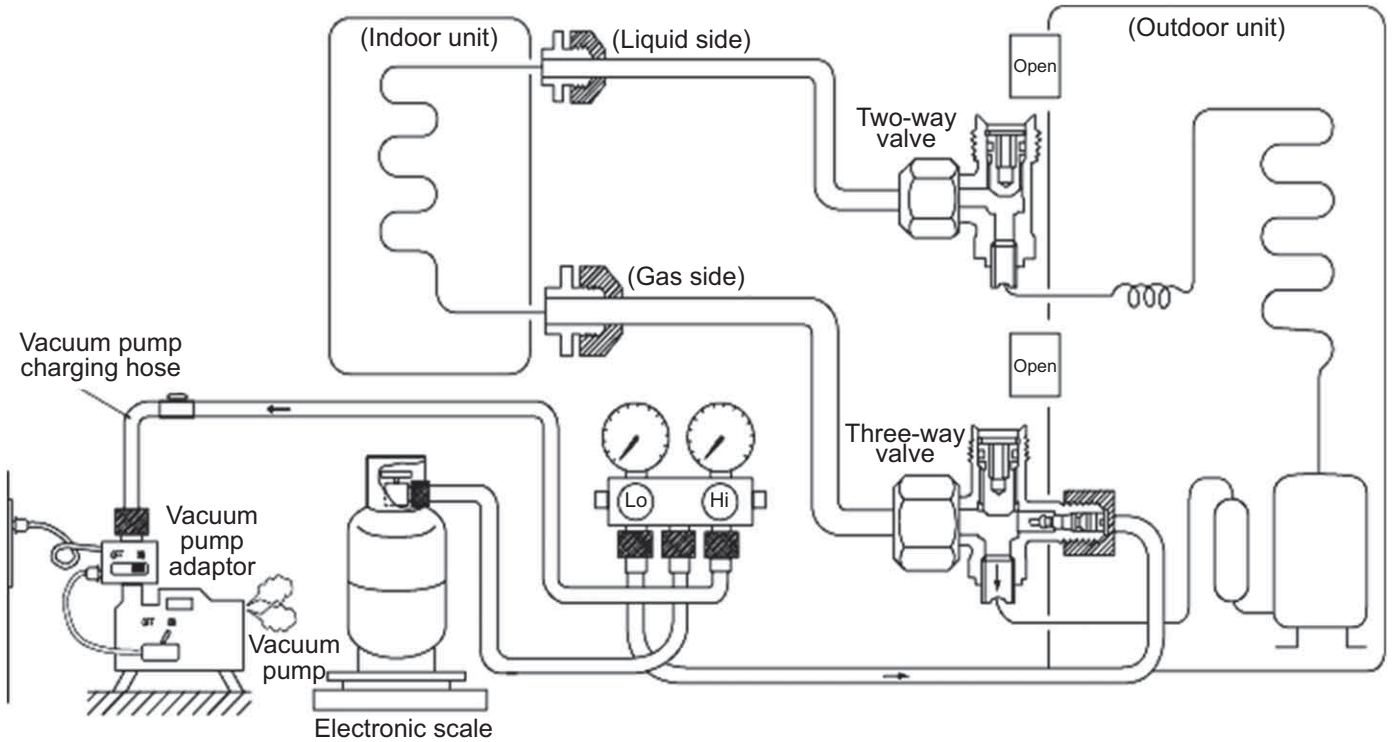 (Indoor unit)
(Liquid side)
(Outdoor unit)
Open
Two-way
valve
(Gas side)
Open
Vacuum pump
charging hose
Three-way
valve
Lo
Hi
Vacuum
pump
adaptor
Vacuum
pump
Electronic scale